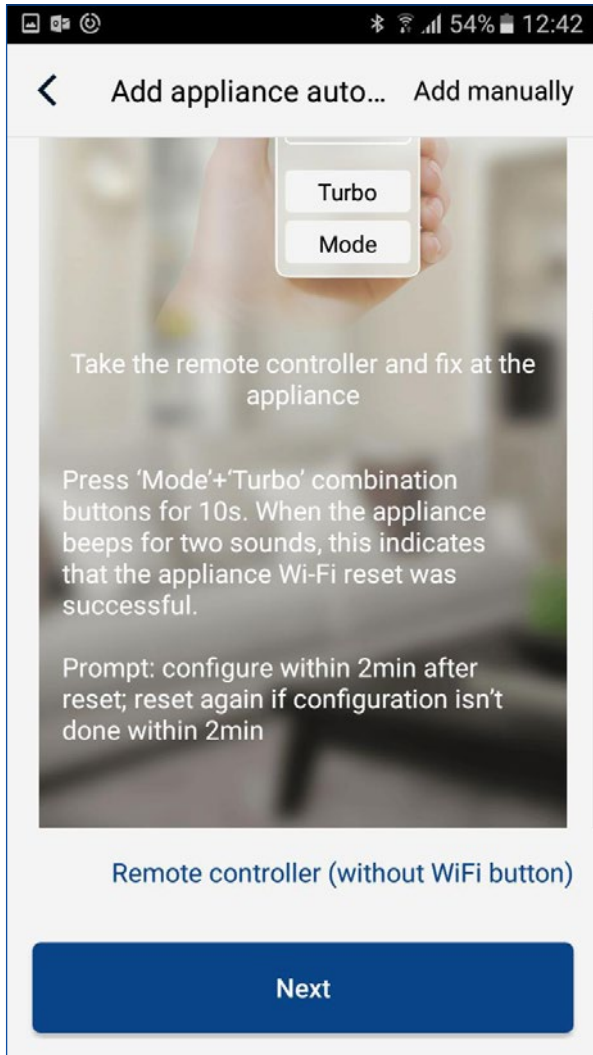 54% 12:42
Add appliance auto... Add manually
Turbo
Mode
Take the remote controller and fix at the
appliance
Press ‘Mode’+‘Turbo’ combination
buttons for 10s. When the appliance
beeps for two sounds, this indicates
that the appliance Wi-Fi reset was
successful.
Prompt: configure within 2min after
reset; reset again if configuration isn’t
done within 2min
Remote controller (without WiFi button)
Next